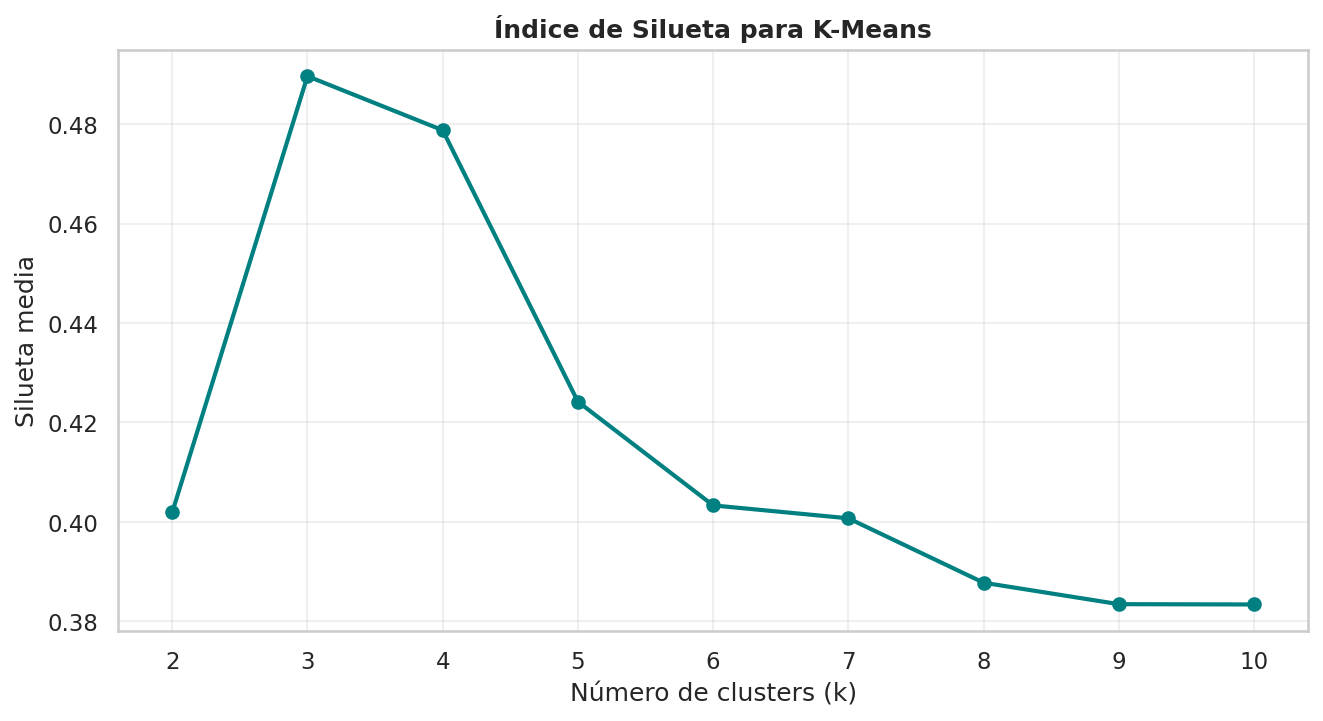 Índice de Silueta para K-Means
Silueta media
0.48
0.46
0.44
0.42
0.40
0.38
2 3 4 5 6 7 8 9 10
Número de clusters (k)